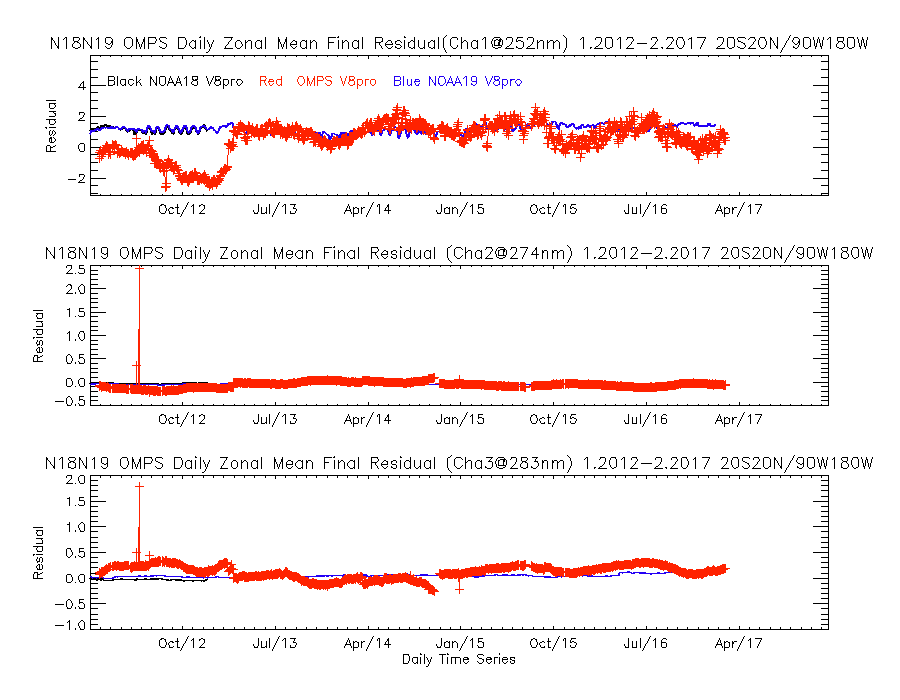 N18N19 OMPS Daily Zonal Mean Final Residual(Cha1@252nm) 1.2012-2.2017 20S20N/90W180W
Black NOAA18 V8pro Red OMPS V8pro Blue NOAA19 V8pro
Residual
4
2
0
-2
Oct/12 Jul/13 Apr/14 Jan/15 Oct/15 Jul/16 Apr/17
N18N19 OMPS Daily Zonal Mean Final Residual (Cha2@274nm) 1.2012-2.2017 20S20N/90W180W
Residual
2.5
2.0
1.5
1.0
0.5
0.0
-0.5
Oct/12 Jul/13 Apr/14 Jan/15 Oct/15 Jul/16 Apr/17
N18N19 OMPS Daily Zonal Mean Final Residual (Cha3@283nm) 1.2012-2.2017 20S20N/90W180W
Residual
2.0
1.5
1.0
0.5
0.0
-0.5
-1.0
Oct/12 Jul/13 Apr/14 Jan/15 Oct/15 Jul/16 Apr/17
Daily Time Series